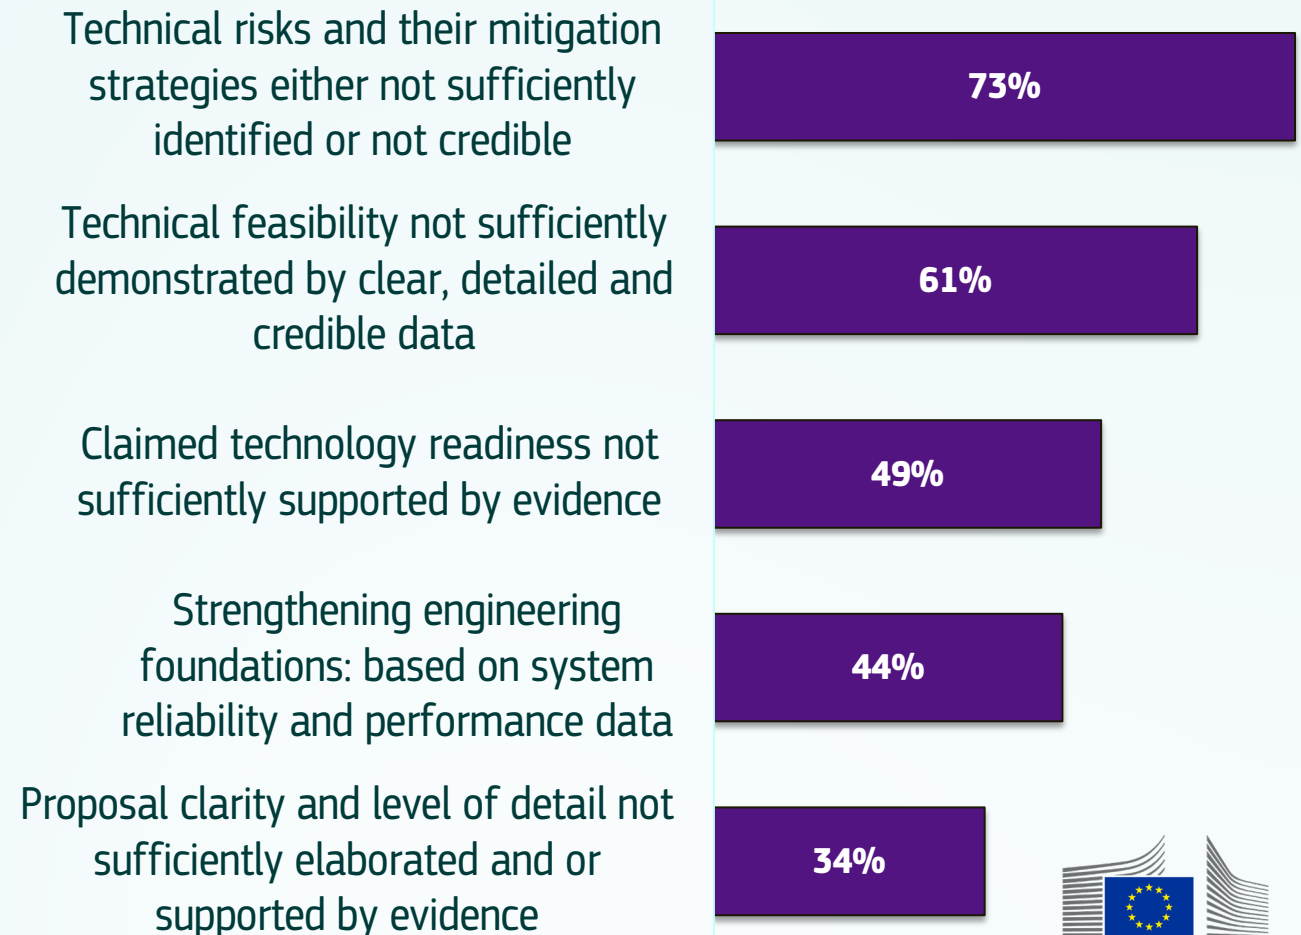 Technical risks and their mitigation
strategies either not sufficiently
identified or not credible
73%
Technical feasibility not sufficiently
demonstrated by clear, detailed and
credible data
61%
Claimed technology readiness not
sufficiently supported by evidence
49%
Strengthening engineering
foundations: based on system
reliability and performance data
44%
Proposal clarity and level of detail not
sufficiently elaborated and or
supported by evidence
34%